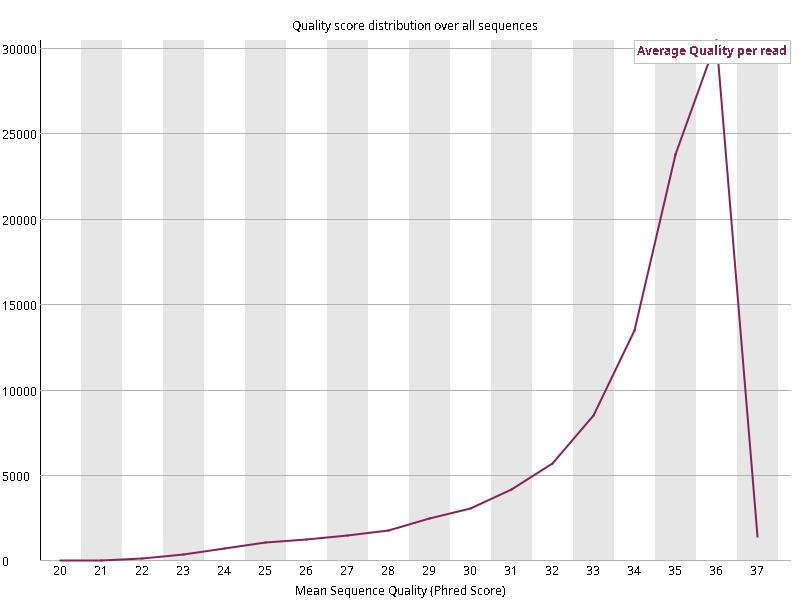 Quality score distribution over all sequences
Average Quality per read
30000
25000
20000
15000
10000
5000
0
20 21 22 23 24 25 26 27 28 29 30 31 32 33 34 35 36 37
Mean Sequence Quality (Phred Score)